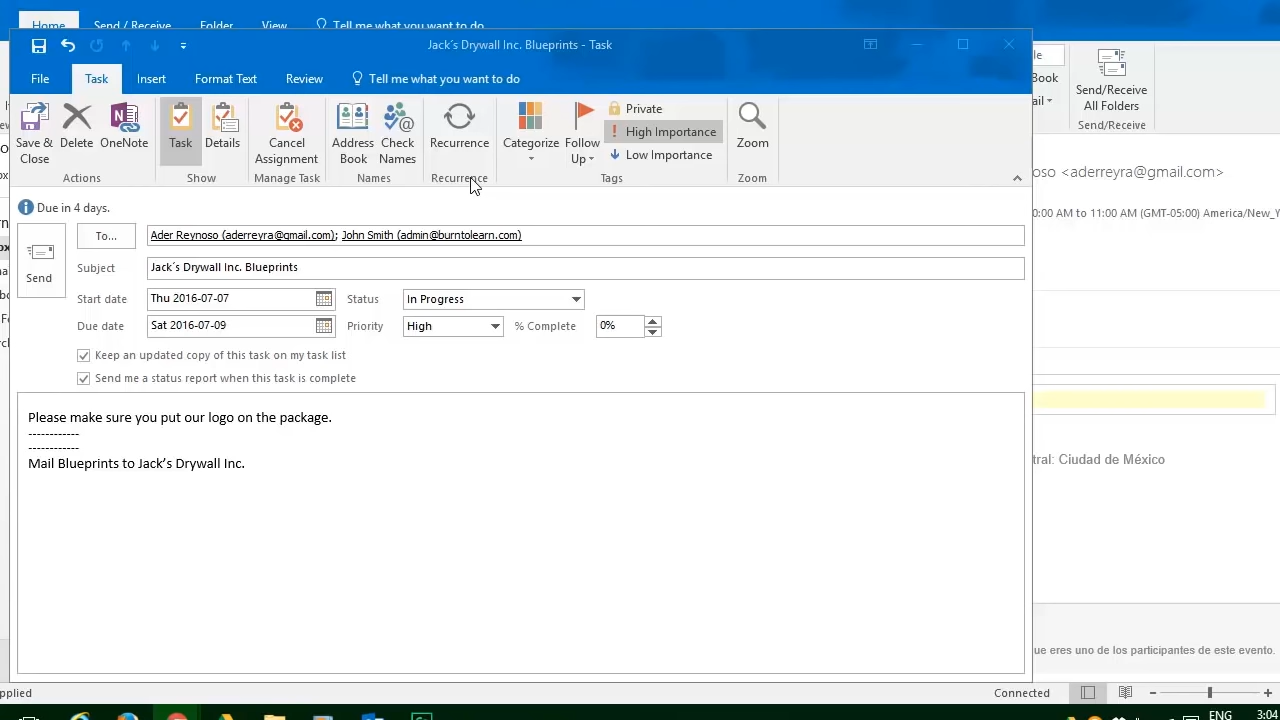 Home Send / Receive Folder View Tell me what you want to do
Jack´s Drywall Inc. Blueprints - Task
File Task Insert Format Text Review Tell me what you want to do
Save & Close
Delete
OneNote
Task
Details
Cancel Assignment
Address Book
Check Names
Recurrence
Categorize
Follow Up
Private
High Importance
Low Importance
Zoom
Actions Show Manage Task Names Recurrence Tags Zoom
Book
Send/Receive All Folders
Send/Receive
Due in 4 days.
Send
To... Ader Reynoso (aderreyra@gmail.com); John Smith (admin@burntolearn.com)
Subject Jack´s Drywall Inc. Blueprints
Start date Thu 2016-07-07 Status In Progress
Due date Sat 2016-07-09 Priority High % Complete 0%
Keep an updated copy of this task on my task list
Send me a status report when this task is complete
Please make sure you put our logo on the package.
------------
------------
Mail Blueprints to Jack’s Drywall Inc.
<aderreyra@gmail.com>
0:00 AM to 11:00 AM (GMT-05:00) America/New_Y
tral: Ciudad de México
ue eres uno de los participantes de este evento.
pplied Connected
ENG 3:04